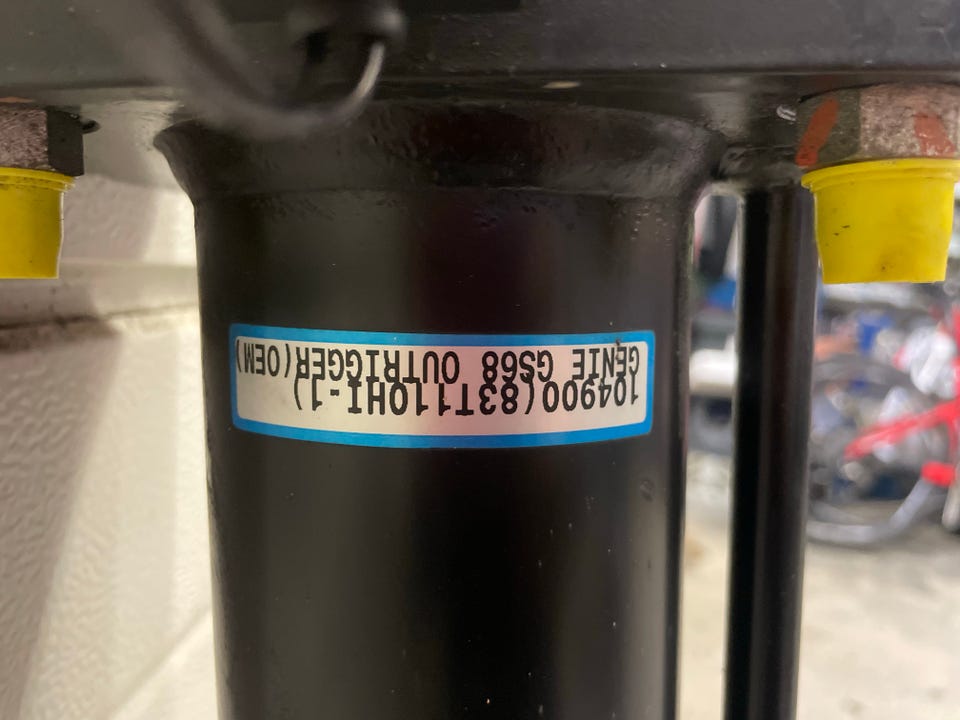 104900(83T110HI-1)
GENIE GS68 OUTRIGGER(OEM)